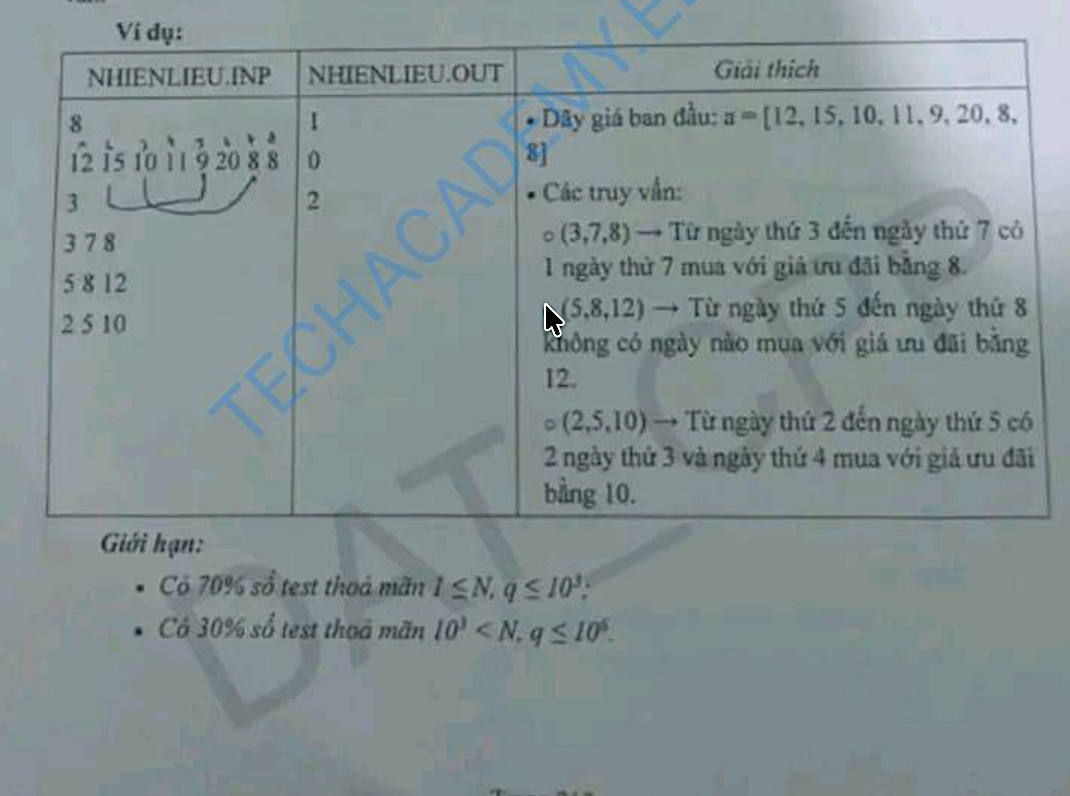 Ví dụ:
NHIENLIEU.INP
8
12 15 10 11 9 20 8 8
3
3 7 8
5 8 12
2 5 10
NHIENLIEU.OUT
1
0
2
Giải thích
• Dãy giá ban đầu: a = [12, 15, 10, 11, 9, 20, 8,
8]
• Các truy vấn:
o (3,7,8) → Từ ngày thứ 3 đến ngày thứ 7 có
1 ngày thứ 7 mua với giá ưu đãi bằng 8.
(5,8,12) → Từ ngày thứ 5 đến ngày thứ 8
không có ngày nào mua với giá ưu đãi bằng
12.
o (2,5,10) → Từ ngày thứ 2 đến ngày thứ 5 có
2 ngày thứ 3 và ngày thứ 4 mua với giá ưu đãi
bằng 10.
Giới hạn:
• Có 70% số test thoả mãn 1 ≤ N, q ≤ 10³;
• Có 30% số test thoả mãn 10³ < N, q ≤ 10⁶.
TECHACADEMY.E
DAT_CPP